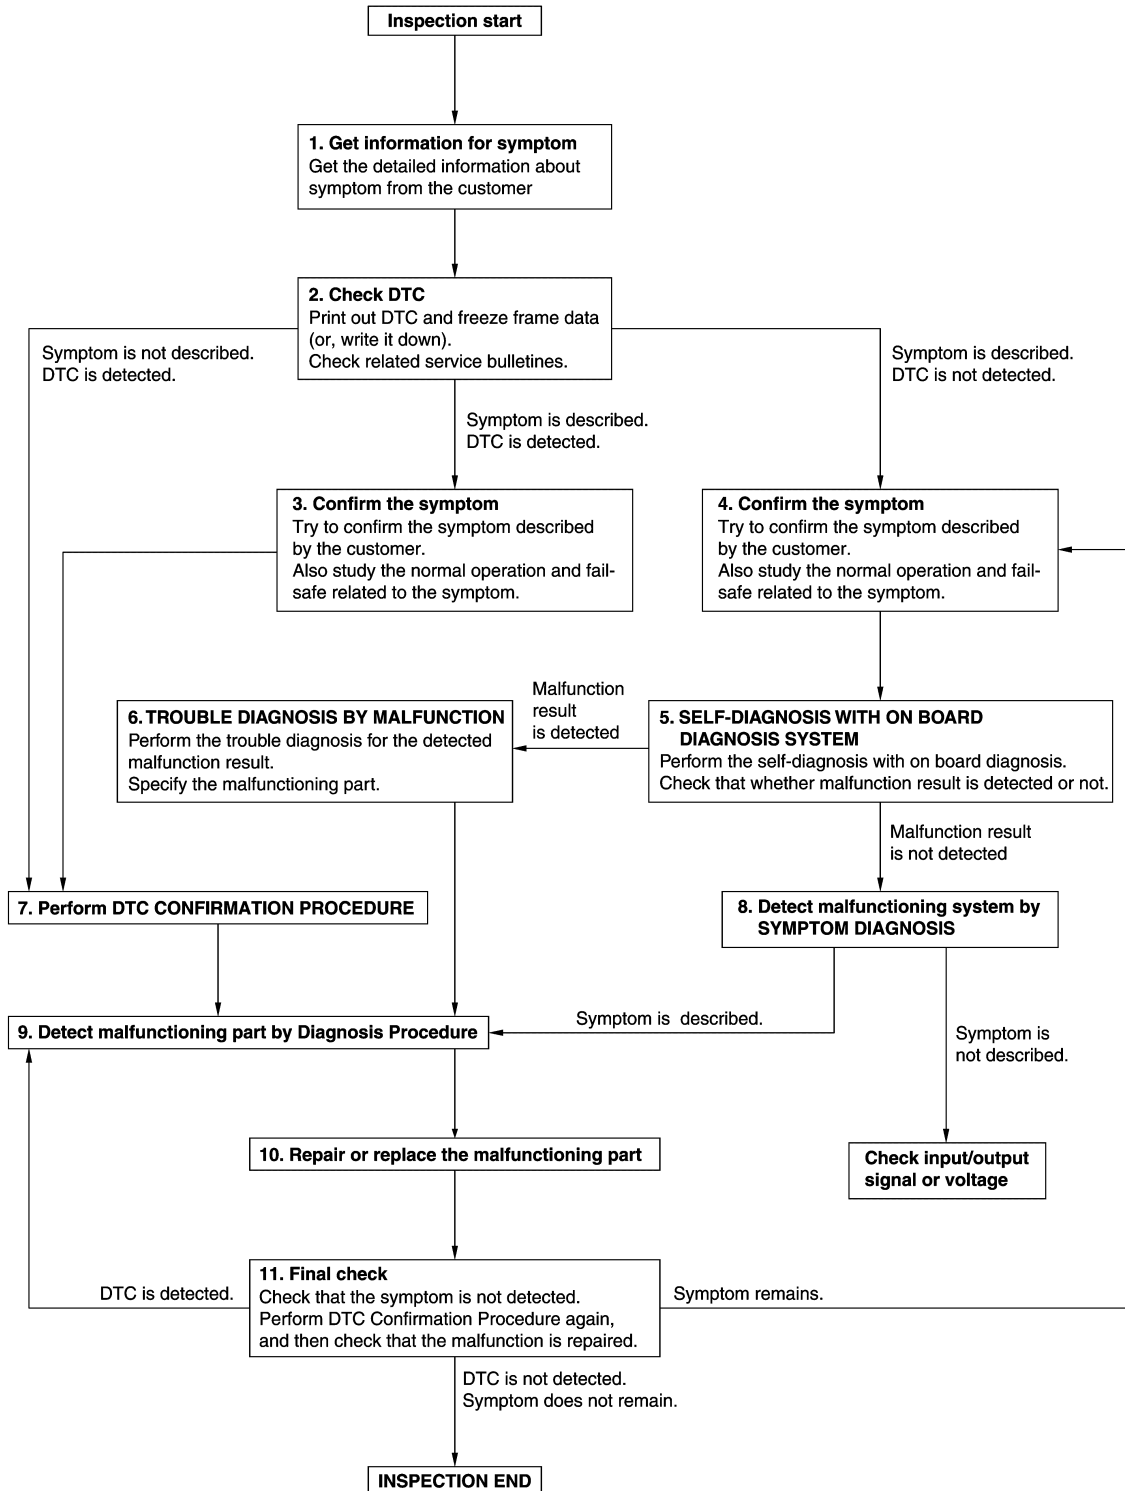 Inspection start
1. Get information for symptom
Get the detailed information about
symptom from the customer
2. Check DTC
Print out DTC and freeze frame data
(or, write it down).
Check related service bulletines.
Symptom is not described.
DTC is detected.
Symptom is described.
DTC is not detected.
Symptom is described.
DTC is detected.
3. Confirm the symptom
Try to confirm the symptom described
by the customer.
Also study the normal operation and fail-
safe related to the symptom.
4. Confirm the symptom
Try to confirm the symptom described
by the customer.
Also study the normal operation and fail-
safe related to the symptom.
Malfunction
result
is detected
6. TROUBLE DIAGNOSIS BY MALFUNCTION
Perform the trouble diagnosis for the detected
malfunction result.
Specify the malfunctioning part.
5. SELF-DIAGNOSIS WITH ON BOARD
DIAGNOSIS SYSTEM
Perform the self-diagnosis with on board diagnosis.
Check that whether malfunction result is detected or not.
Malfunction result
is not detected
7. Perform DTC CONFIRMATION PROCEDURE
8. Detect malfunctioning system by
SYMPTOM DIAGNOSIS
9. Detect malfunctioning part by Diagnosis Procedure
Symptom is described.
Symptom is
not described.
10. Repair or replace the malfunctioning part
Check input/output
signal or voltage
11. Final check
Check that the symptom is not detected.
Perform DTC Confirmation Procedure again,
and then check that the malfunction is repaired.
DTC is detected.
Symptom remains.
DTC is not detected.
Symptom does not remain.
INSPECTION END